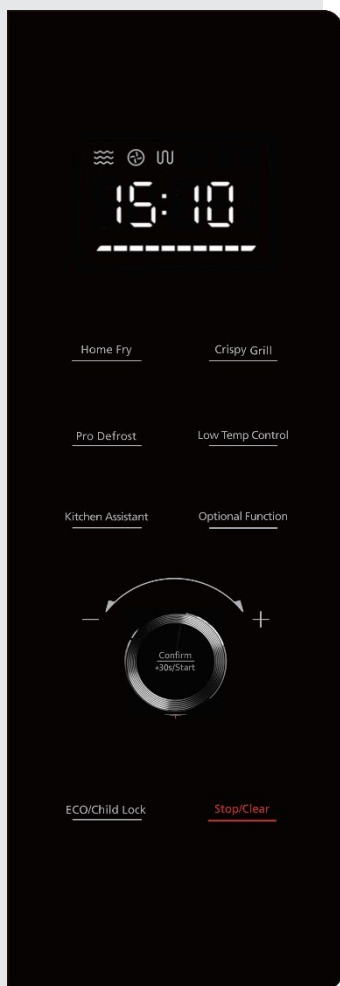 15:10
Home Fry
Crispy Grill
Pro Defrost
Low Temp Control
Kitchen Assistant
Optional Function
− +
Confirm
+30s/Start
ECO/Child Lock
Stop/Clear